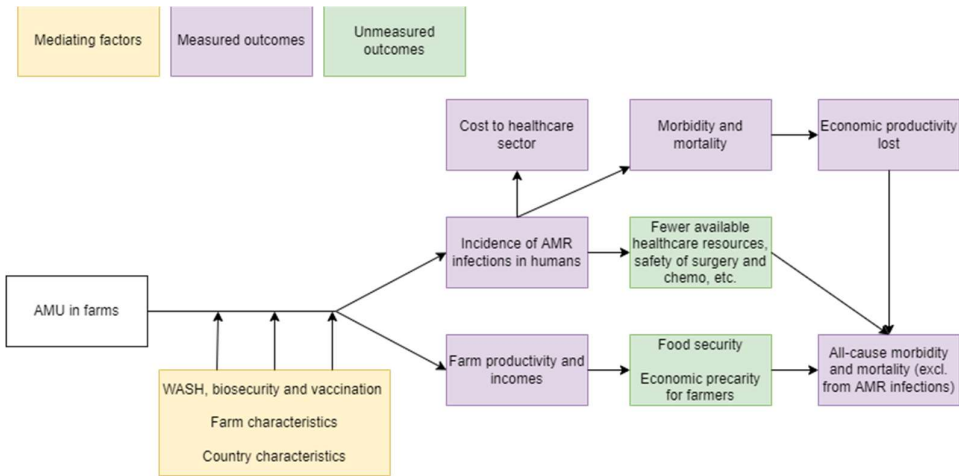 Mediating factors
Measured outcomes
Unmeasured
outcomes
Cost to healthcare
sector
Morbidity and
mortality
Economic productivity
lost
Incidence of AMR
infections in humans
Fewer available
healthcare resources,
safety of surgery and
chemo, etc.
AMU in farms
Farm productivity and
incomes
Food security
Economic precarity
for farmers
All-cause morbidity
and mortality (excl.
from AMR infections)
WASH, biosecurity and vaccination
Farm characteristics
Country characteristics